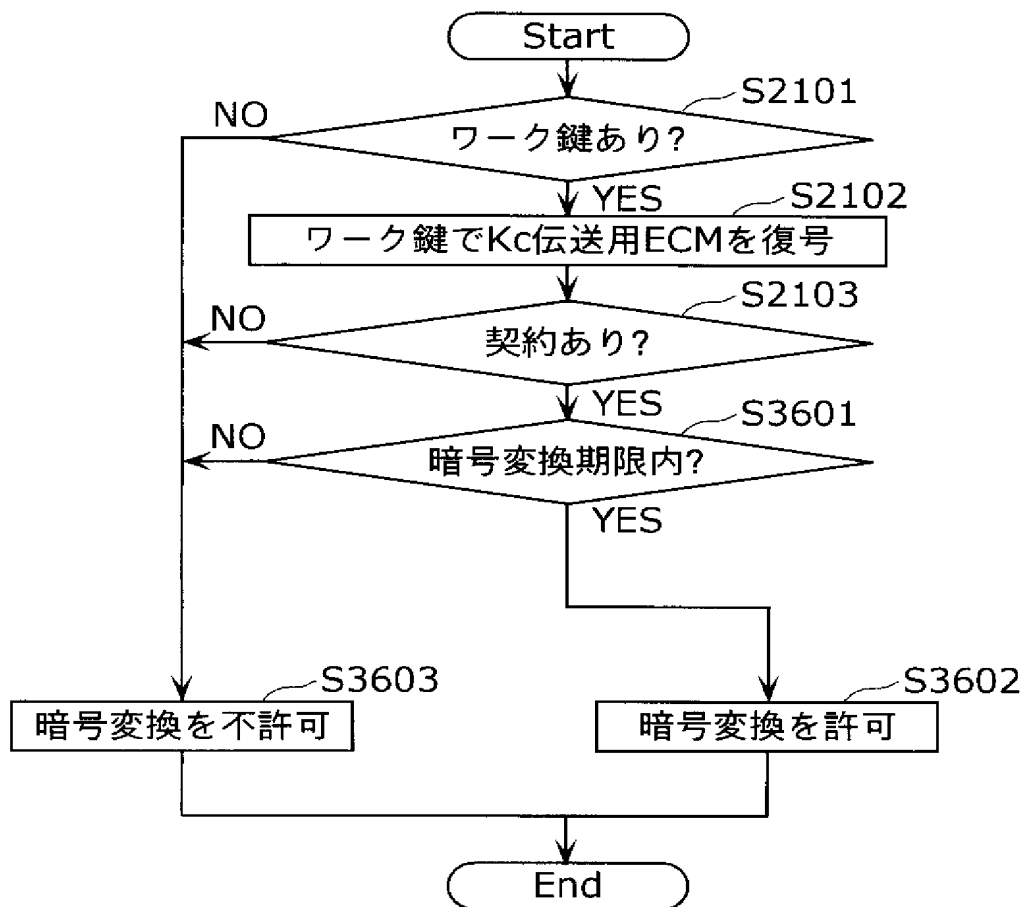 Start
S2101
NO
ワーク鍵あり?
YES
S2102
ワーク鍵でKc伝送用ECMを復号
S2103
NO
契約あり?
YES
S3601
NO
暗号変換期限内?
YES
S3603
S3602
暗号変換を不許可
暗号変換を許可
End